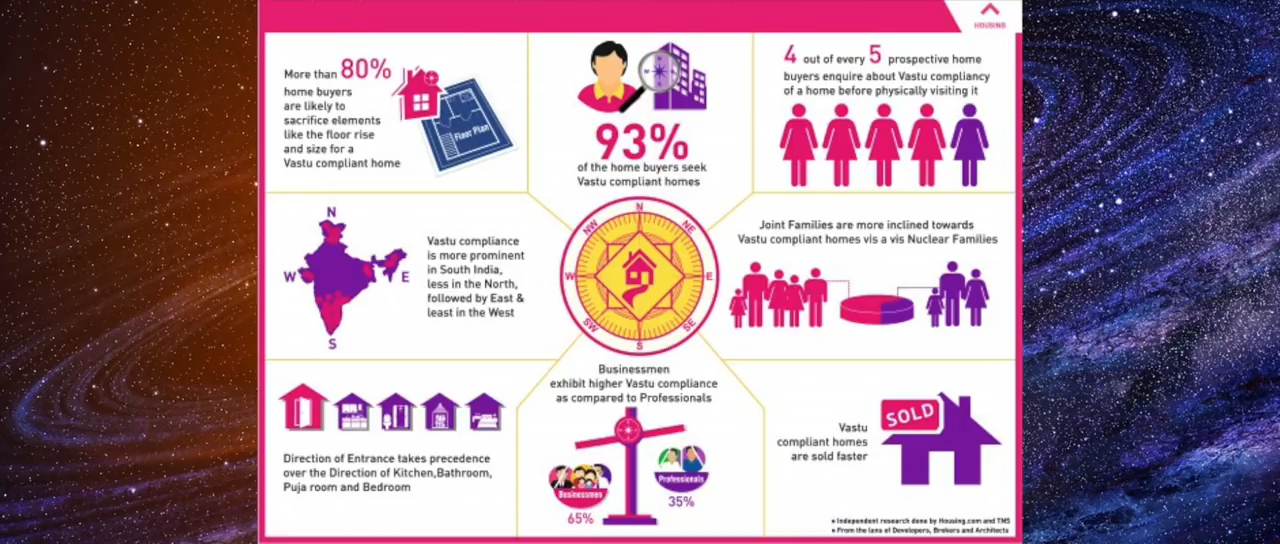 HOUSING
More than 80%
home buyers
are likely to
sacrifice elements
like the floor rise
and size for a
Vastu compliant home
Floor Plan
93%
of the home buyers seek
Vastu compliant homes
4 out of every 5 prospective home
buyers enquire about Vastu compliancy
of a home before physically visiting it
N
W
E
S
Vastu compliance
is more prominent
in South India,
less in the North,
followed by East &
least in the West
N
NW
NE
W
E
SW
SE
S
Joint Families are more inclined towards
Vastu compliant homes vis a vis Nuclear Families
Direction of Entrance takes precedence
over the Direction of Kitchen,Bathroom,
Puja room and Bedroom
Businessmen
exhibit higher Vastu compliance
as compared to Professionals
Businessmen
65%
Professionals
35%
Vastu
compliant homes
are sold faster
SOLD
Independent research done by Housing.com and TNS
From the lens of Developers, Brokers and Architects